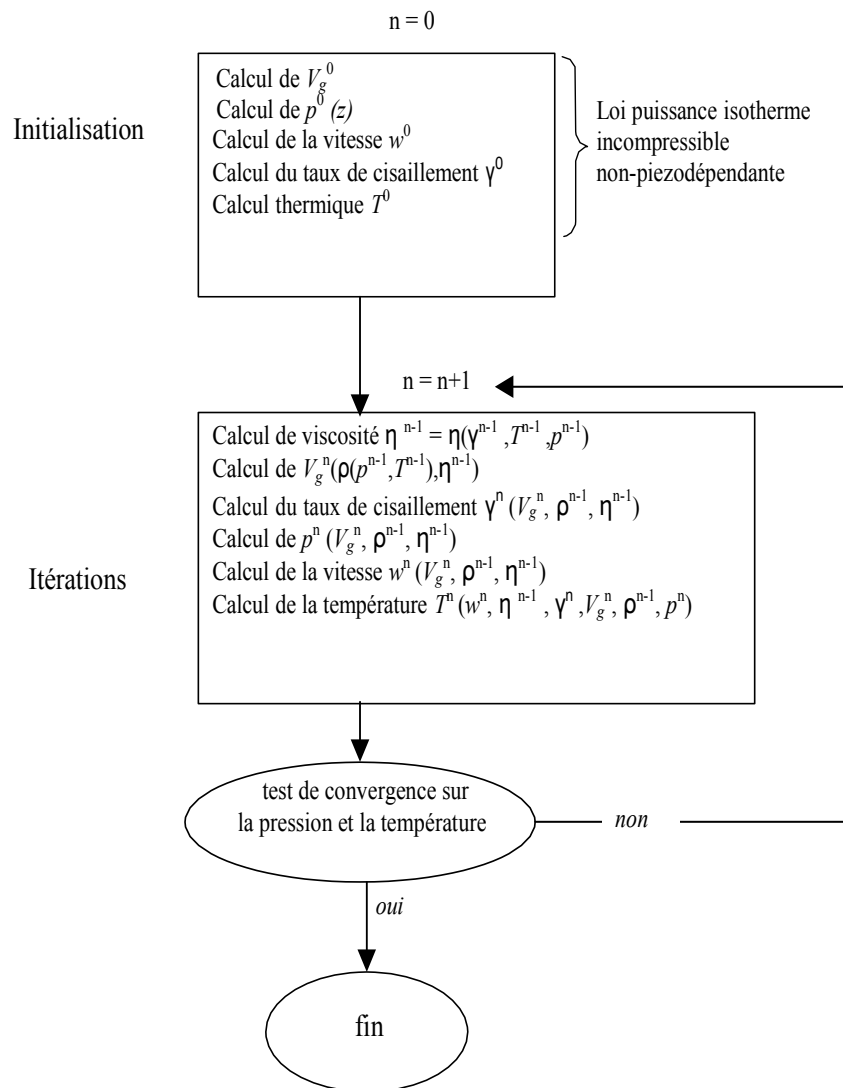 n = 0
Initialisation
Calcul de V_g^0
Calcul de p^0 (z)
Calcul de la vitesse w^0
Calcul du taux de cisaillement γ^0
Calcul thermique T^0
Loi puissance isotherme
incompressible
non-piezodépendante
n = n+1
Itérations
Calcul de viscosité η^n-1 = η(γ^n-1 ,T^n-1 ,p^n-1)
Calcul de V_g^n(ρ(p^n-1,T^n-1),η^n-1)
Calcul du taux de cisaillement γ^n (V_g^n, ρ^n-1, η^n-1)
Calcul de p^n (V_g^n, ρ^n-1, η^n-1)
Calcul de la vitesse w^n (V_g^n, ρ^n-1, η^n-1)
Calcul de la température T^n (w^n, η^n-1 , γ^n ,V_g^n, ρ^n-1, p^n)
test de convergence sur
la pression et la température
non
oui
fin